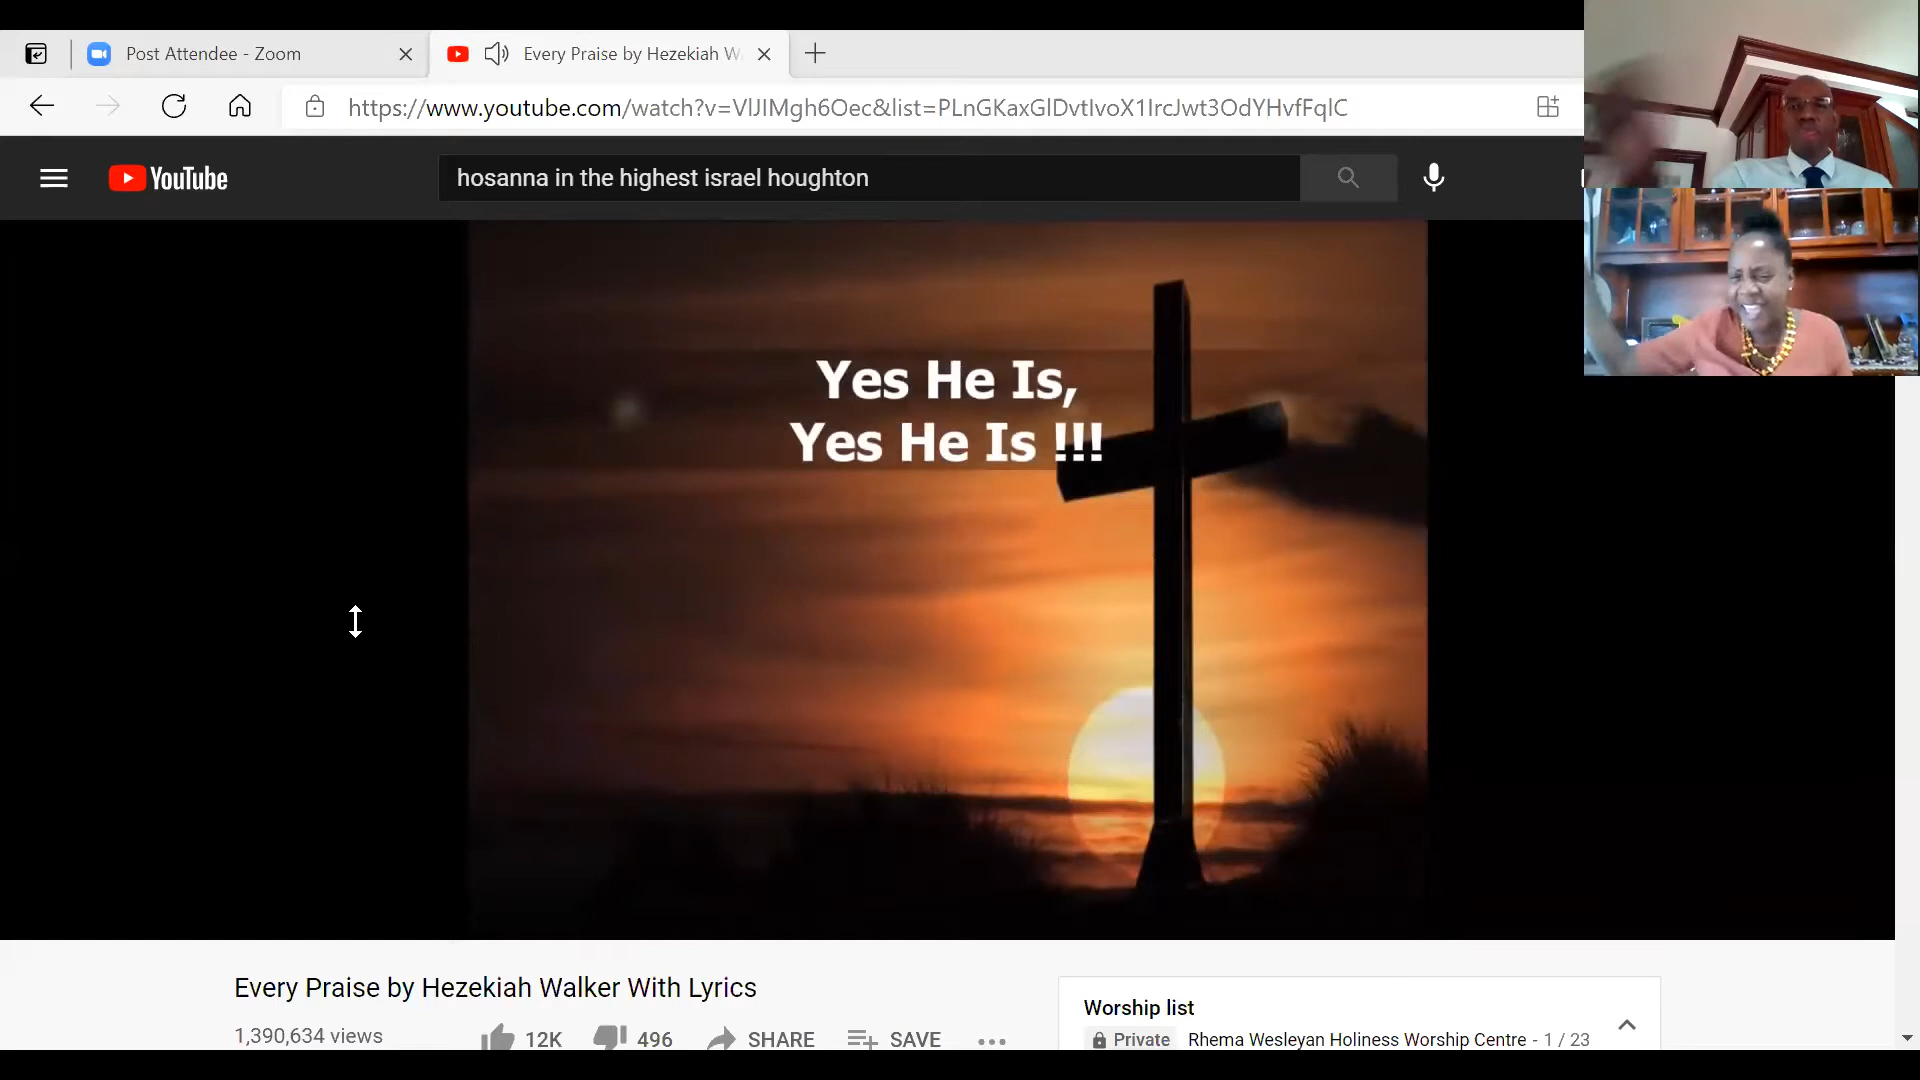 Post Attendee - Zoom
Every Praise by Hezekiah W
https://www.youtube.com/watch?v=VlJIMgh6Oec&list=PLnGKaxGlDvtIvoX1IrcJwt3OdYHvfFqlC
YouTube
hosanna in the highest israel houghton
Yes He Is,
Yes He Is !!!
Every Praise by Hezekiah Walker With Lyrics
1,390,634 views
12K
496
SHARE
SAVE
Worship list
Private Rhema Wesleyan Holiness Worship Centre - 1 / 23